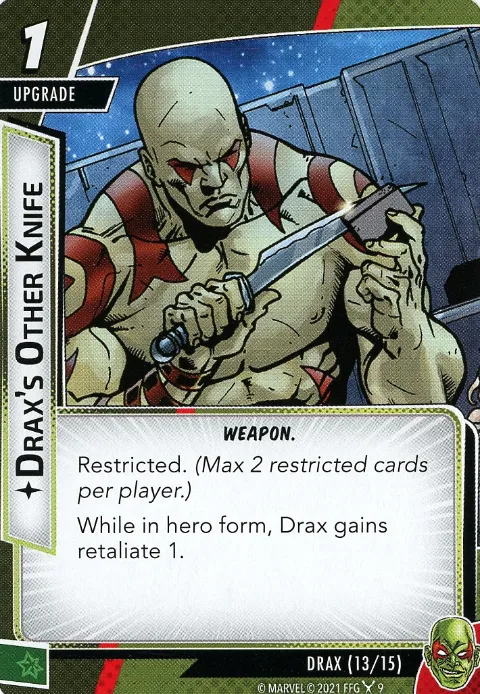 1
UPGRADE
DRAX'S OTHER KNIFE
WEAPON.
Restricted. (Max 2 restricted cards
per player.)
While in hero form, Drax gains
retaliate 1.
DRAX (13/15)
© MARVEL © 2021 FFG 9